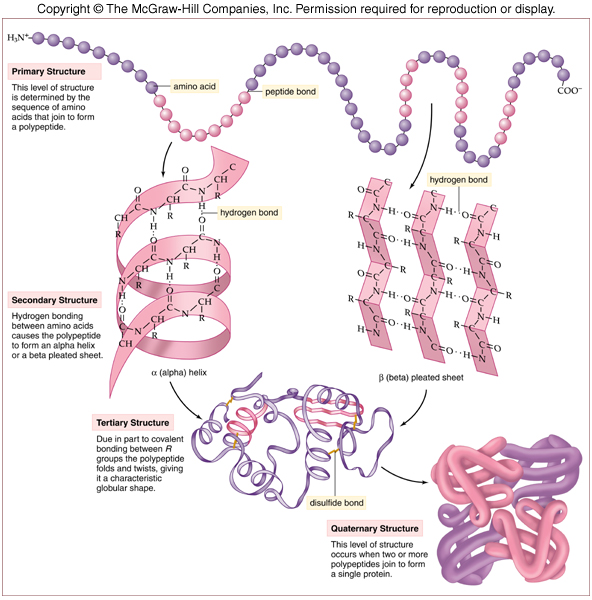 Copyright © The McGraw-Hill Companies, Inc. Permission required for reproduction or display.
H₃N⁺
Primary Structure
This level of structure
is determined by the
sequence of amino
acids that join to form
a polypeptide.
amino acid
peptide bond
COO⁻
hydrogen bond
hydrogen bond
Secondary Structure
Hydrogen bonding
between amino acids
causes the polypeptide
to form an alpha helix
or a beta pleated sheet.
α (alpha) helix
β (beta) pleated sheet
Tertiary Structure
Due in part to covalent
bonding between R
groups the polypeptide
folds and twists, giving
it a characteristic
globular shape.
disulfide bond
Quaternary Structure
This level of structure
occurs when two or more
polypeptides join to form
a single protein.